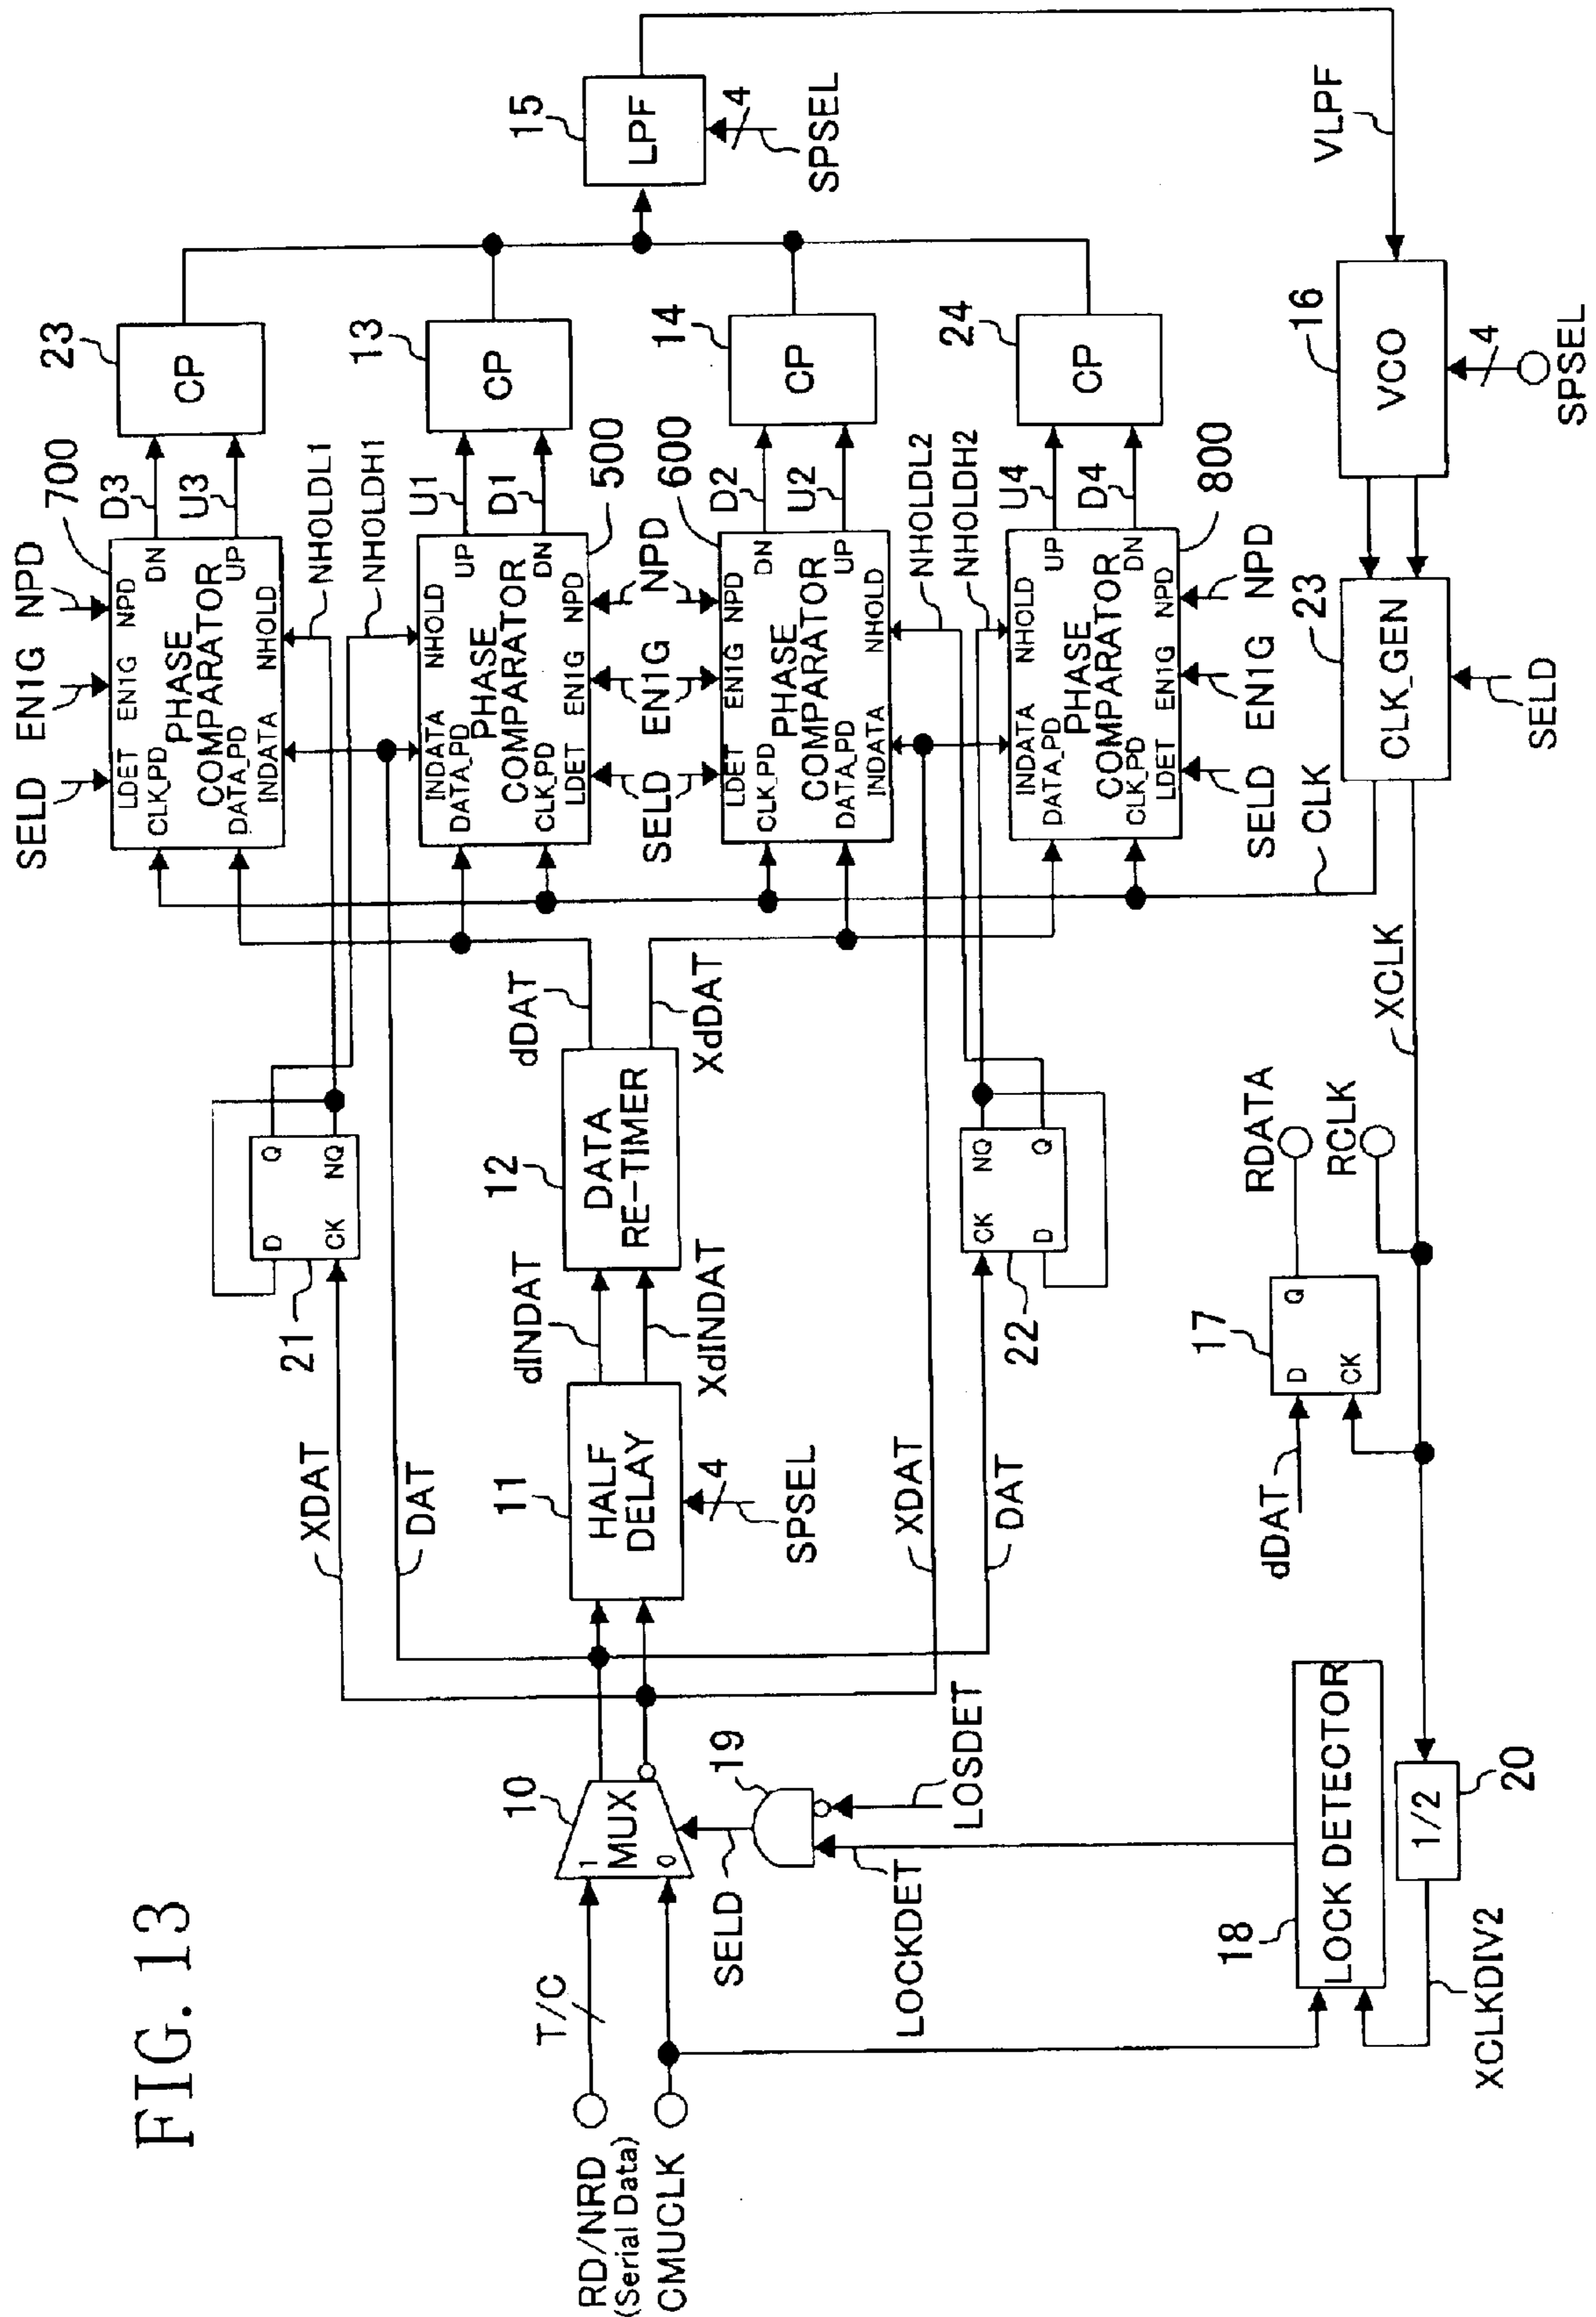 FIG. 13
RD/NRD
(Serial Data)
CMUCLK
T/C
10
1
MUX
0
SELD
19
LOCKDET
LOSDET
18
LOCK DETECTOR
XCLKDIV2
1/2
20
XDAT
DAT
11
HALF
DELAY
4
SPSEL
XDAT
DAT
dINDAT
XdINDAT
12
DATA
RE-TIMER
dDAT
XdDAT
21
D
Q
CK
NQ
22
CK
NQ
D
Q
17
D
Q
CK
dDAT
RDATA
RCLK
XCLK
CLK
SELD
EN1G
NPD
700
LDET
EN1G
NPD
CLK_PD
DN
PHASE
COMPARATOR
DATA_PD
UP
INDATA
NHOLD
D3
U3
23
CP
NHOLDL1
NHOLDH1
INDATA
NHOLD
DATA_PD
UP
PHASE
COMPARATOR
CLK_PD
DN
LDET
EN1G
NPD
500
U1
D1
13
CP
SELD
EN1G
NPD
600
LDET
EN1G
NPD
CLK_PD
DN
PHASE
COMPARATOR
DATA_PD
UP
INDATA
NHOLD
D2
U2
14
CP
NHOLDL2
NHOLDH2
INDATA
NHOLD
DATA_PD
UP
PHASE
COMPARATOR
CLK_PD
DN
LDET
EN1G
NPD
800
U4
D4
24
CP
SELD
EN1G
NPD
15
LPF
4
SPSEL
VLPF
16
VCO
4
SPSEL
23
CLK_GEN
SELD